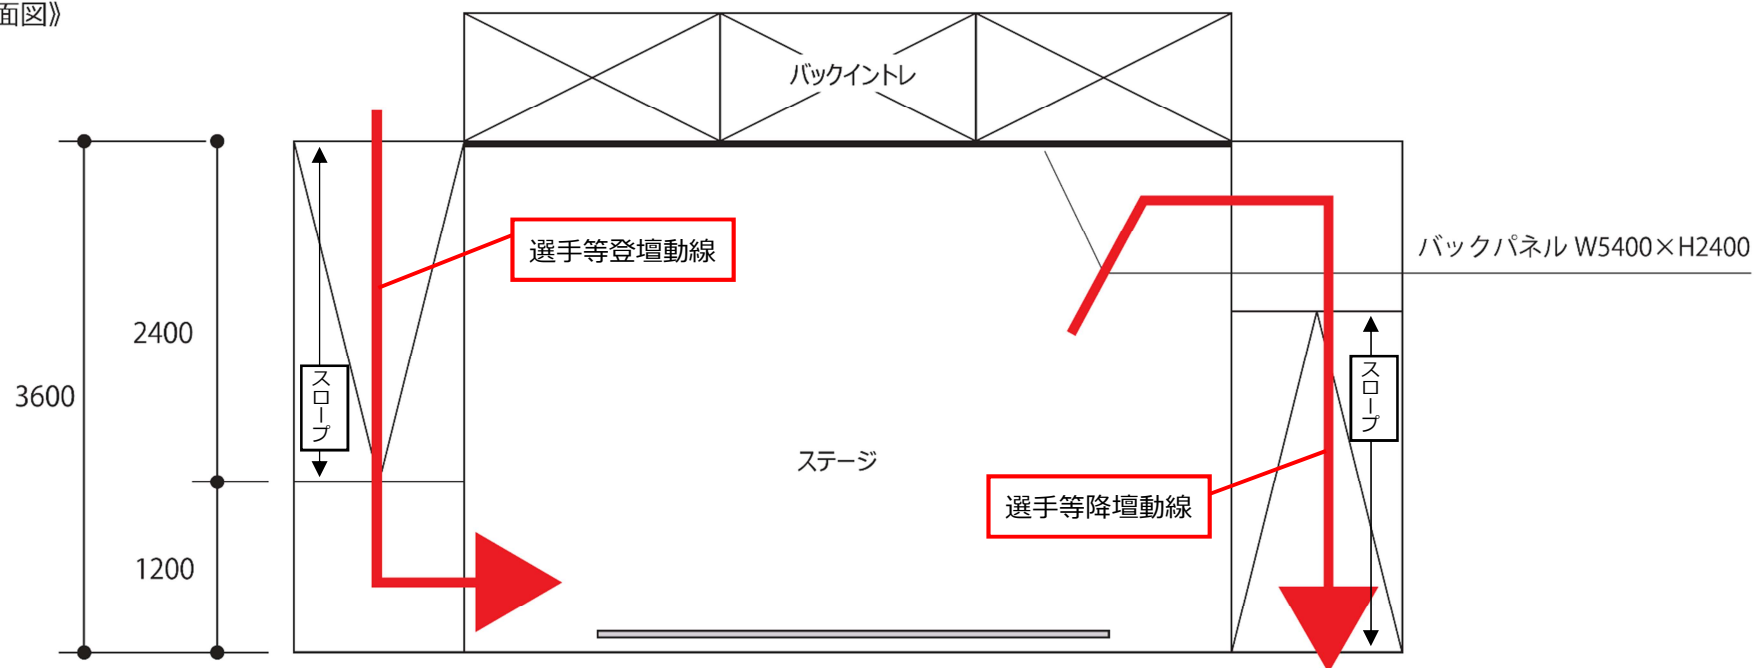 面図》
バックイントレ
選手等登壇動線
バックパネル W5400×H2400
2400
3600
スロープ
スロープ
ステージ
選手等降壇動線
1200